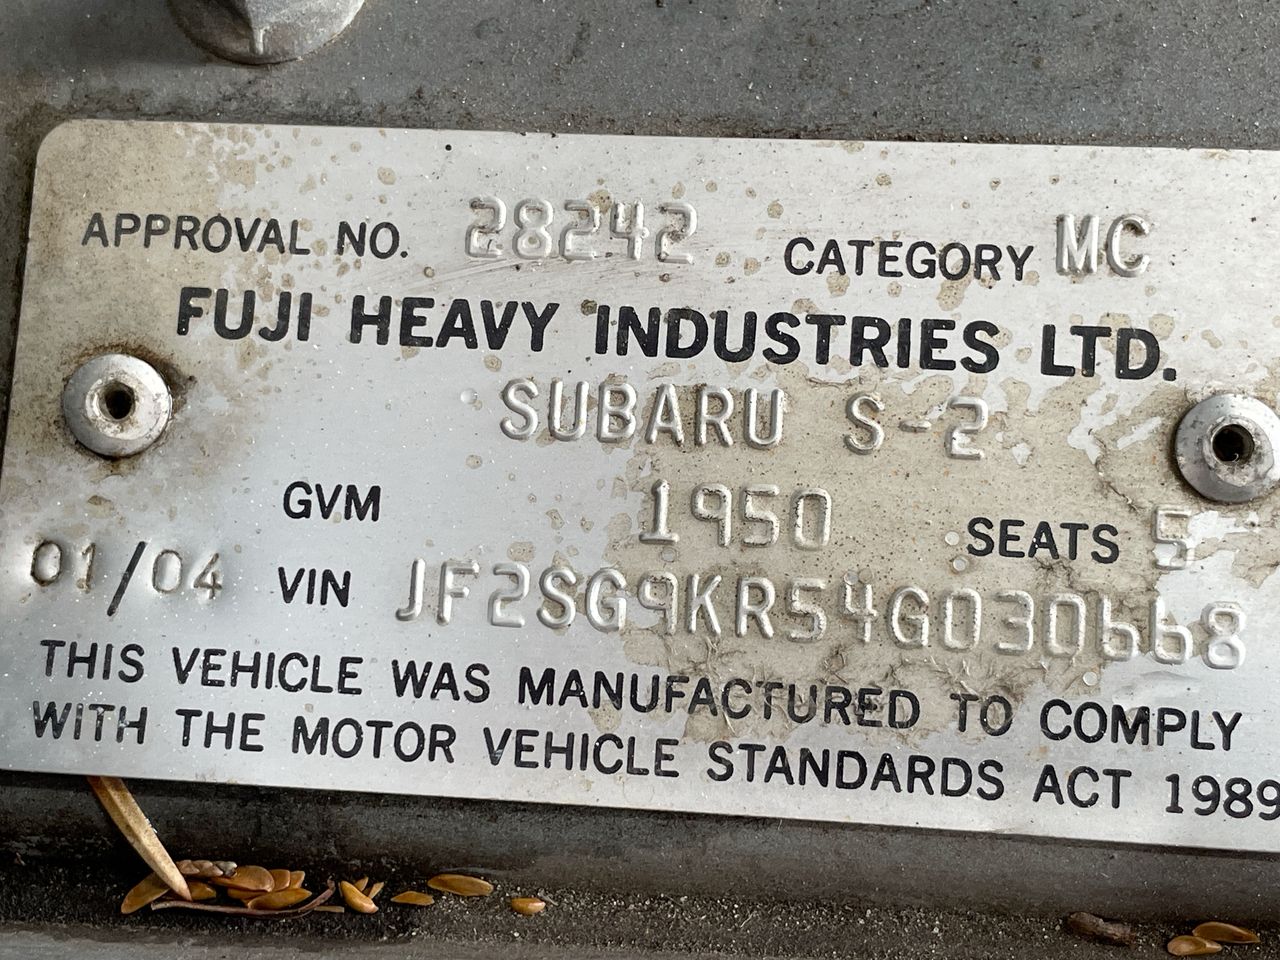 APPROVAL NO. 28242 CATEGORY MC
FUJI HEAVY INDUSTRIES LTD.
SUBARU S-2
GVM 1950 SEATS 5
01/04 VIN JF2SG9KR54G030668
THIS VEHICLE WAS MANUFACTURED TO COMPLY
WITH THE MOTOR VEHICLE STANDARDS ACT 1989